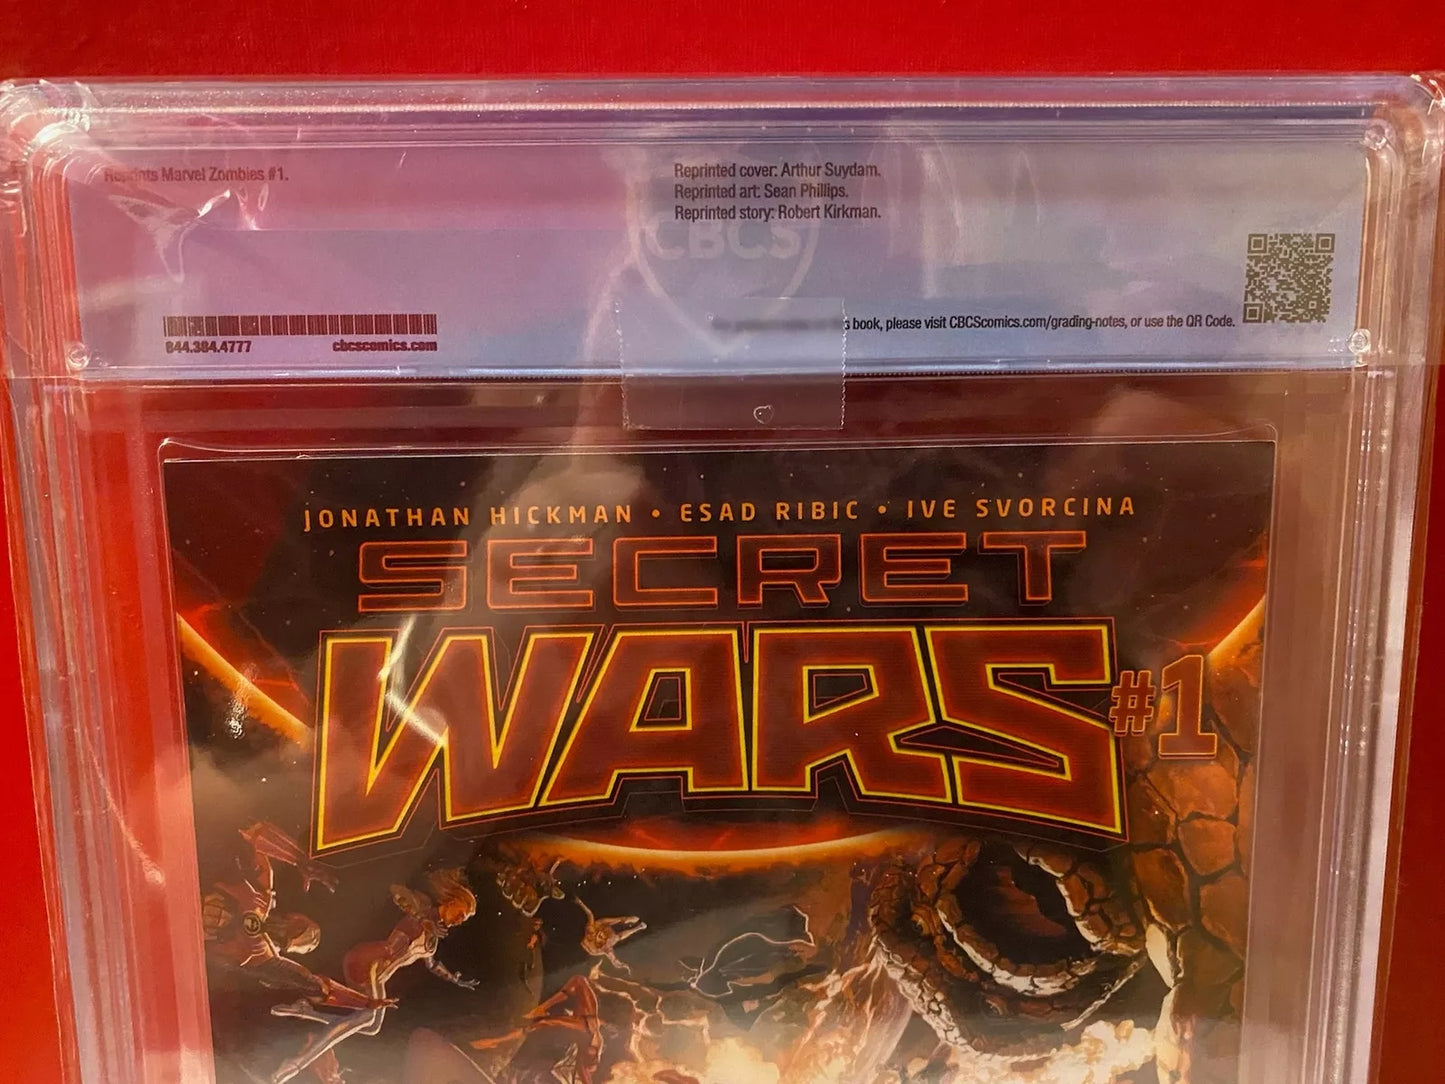 Reprints Marvel Zombies #1.
Reprinted cover: Arthur Suydam.
Reprinted art: Sean Phillips.
Reprinted story: Robert Kirkman.
CBCS
book, please visit CBCScomics.com/grading-notes, or use the QR Code.
844.384.4777 cbcscomics.com
JONATHAN HICKMAN • ESAD RIBIC • IVE SVORCINA
SECRET
WARS #1